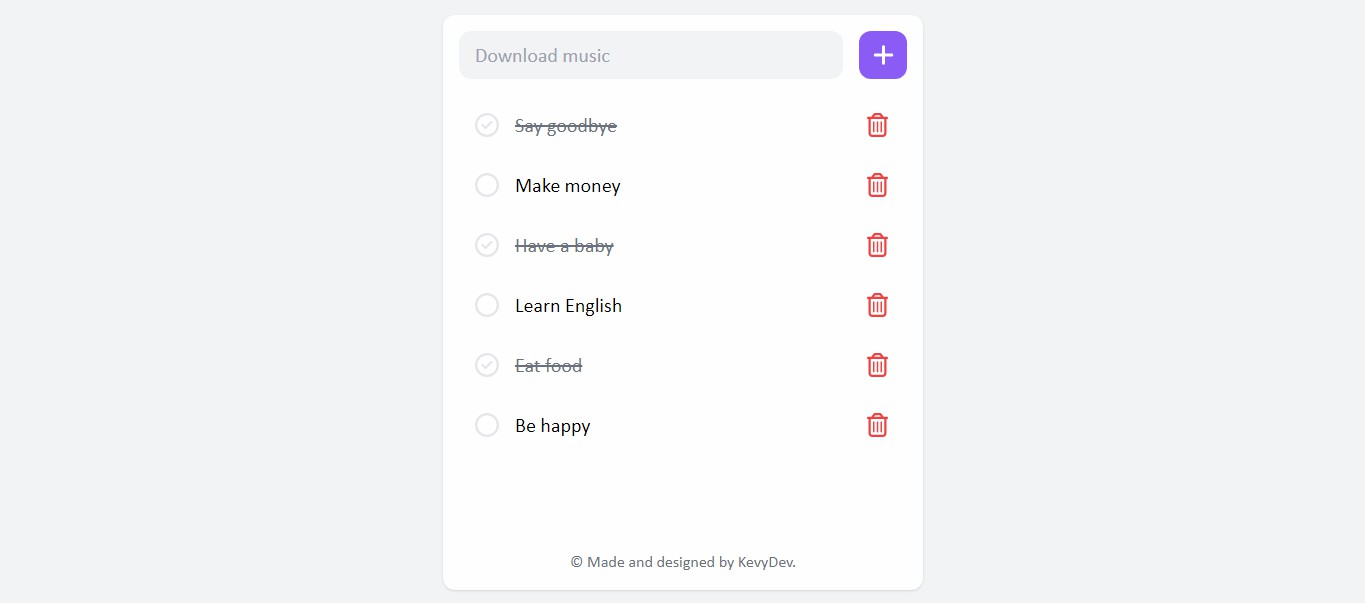 Download music
Say goodbye
Make money
Have a baby
Learn English
Eat food
Be happy
© Made and designed by KevyDev.